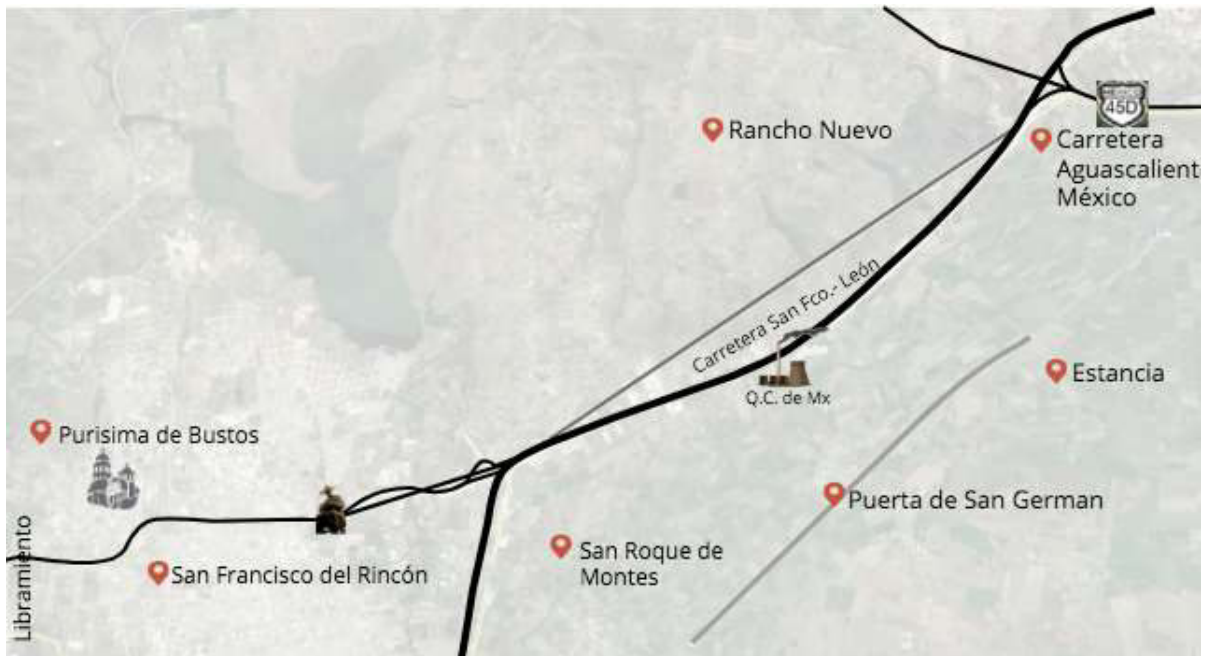 MEXICO
45D
Rancho Nuevo
Carretera
Aguascalient
México
Carretera San Fco.- León
Estancia
Q.C. de Mx
Purisima de Bustos
Puerta de San German
San Roque de
Montes
San Francisco del Rincón
Libramiento